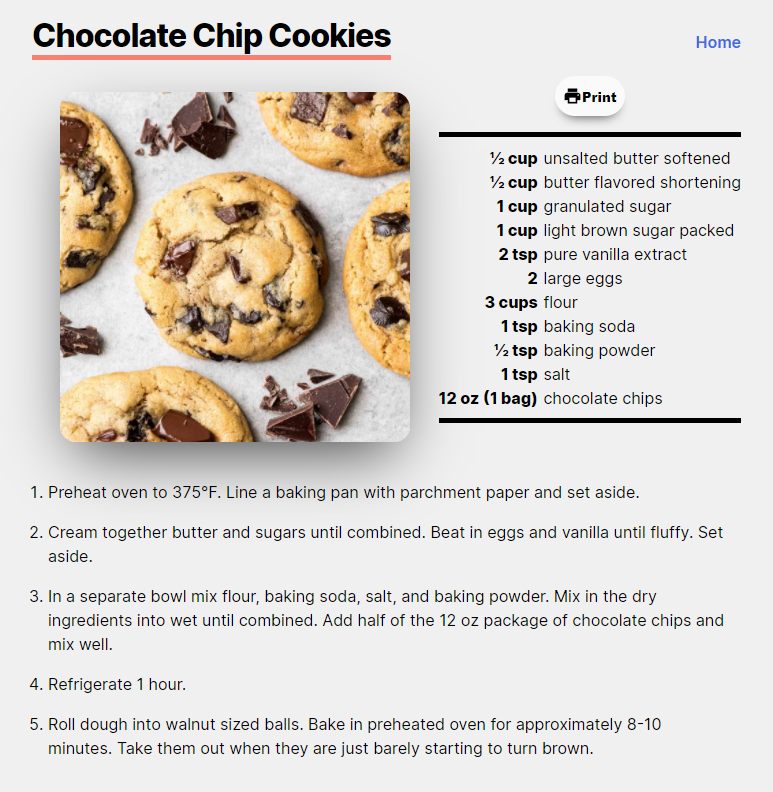 Chocolate Chip Cookies
Home
Print
½ cup unsalted butter softened
½ cup butter flavored shortening
1 cup granulated sugar
1 cup light brown sugar packed
2 tsp pure vanilla extract
2 large eggs
3 cups flour
1 tsp baking soda
½ tsp baking powder
1 tsp salt
12 oz (1 bag) chocolate chips
1. Preheat oven to 375°F. Line a baking pan with parchment paper and set aside.
2. Cream together butter and sugars until combined. Beat in eggs and vanilla until fluffy. Set
aside.
3. In a separate bowl mix flour, baking soda, salt, and baking powder. Mix in the dry
ingredients into wet until combined. Add half of the 12 oz package of chocolate chips and
mix well.
4. Refrigerate 1 hour.
5. Roll dough into walnut sized balls. Bake in preheated oven for approximately 8-10
minutes. Take them out when they are just barely starting to turn brown.